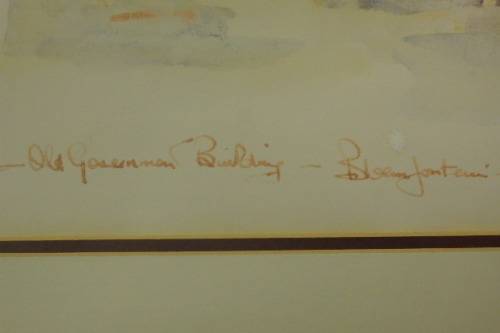 - Old Government Building - Bloemfontein -